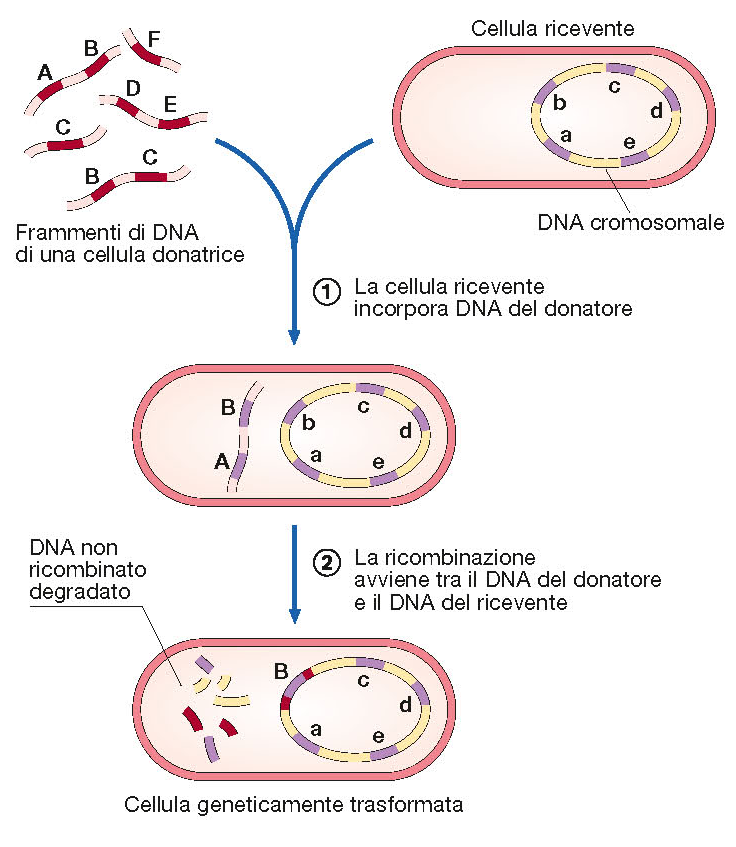 Cellula ricevente
A
B
F
D
E
C
B
C
Frammenti di DNA
di una cellula donatrice
a
b
c
d
e
DNA cromosomale
1 La cellula ricevente
incorpora DNA del donatore
B
A
a
b
c
d
e
2 La ricombinazione
avviene tra il DNA del donatore
e il DNA del ricevente
DNA non
ricombinato
degradato
B
a
c
d
e
Cellula geneticamente trasformata